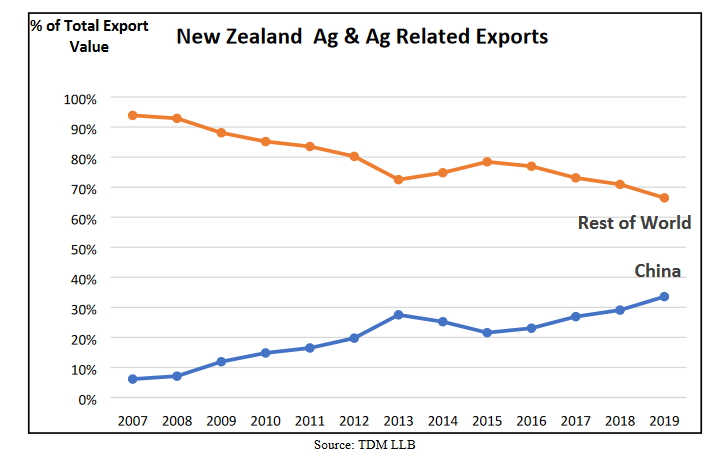 % of Total Export
Value
New Zealand  Ag & Ag Related Exports
100%
90%
80%
70%
60%
50%
40%
30%
20%
10%
0%
Rest of World
China
2007 2008 2009 2010 2011 2012 2013 2014 2015 2016 2017 2018 2019
Source: TDM LLB